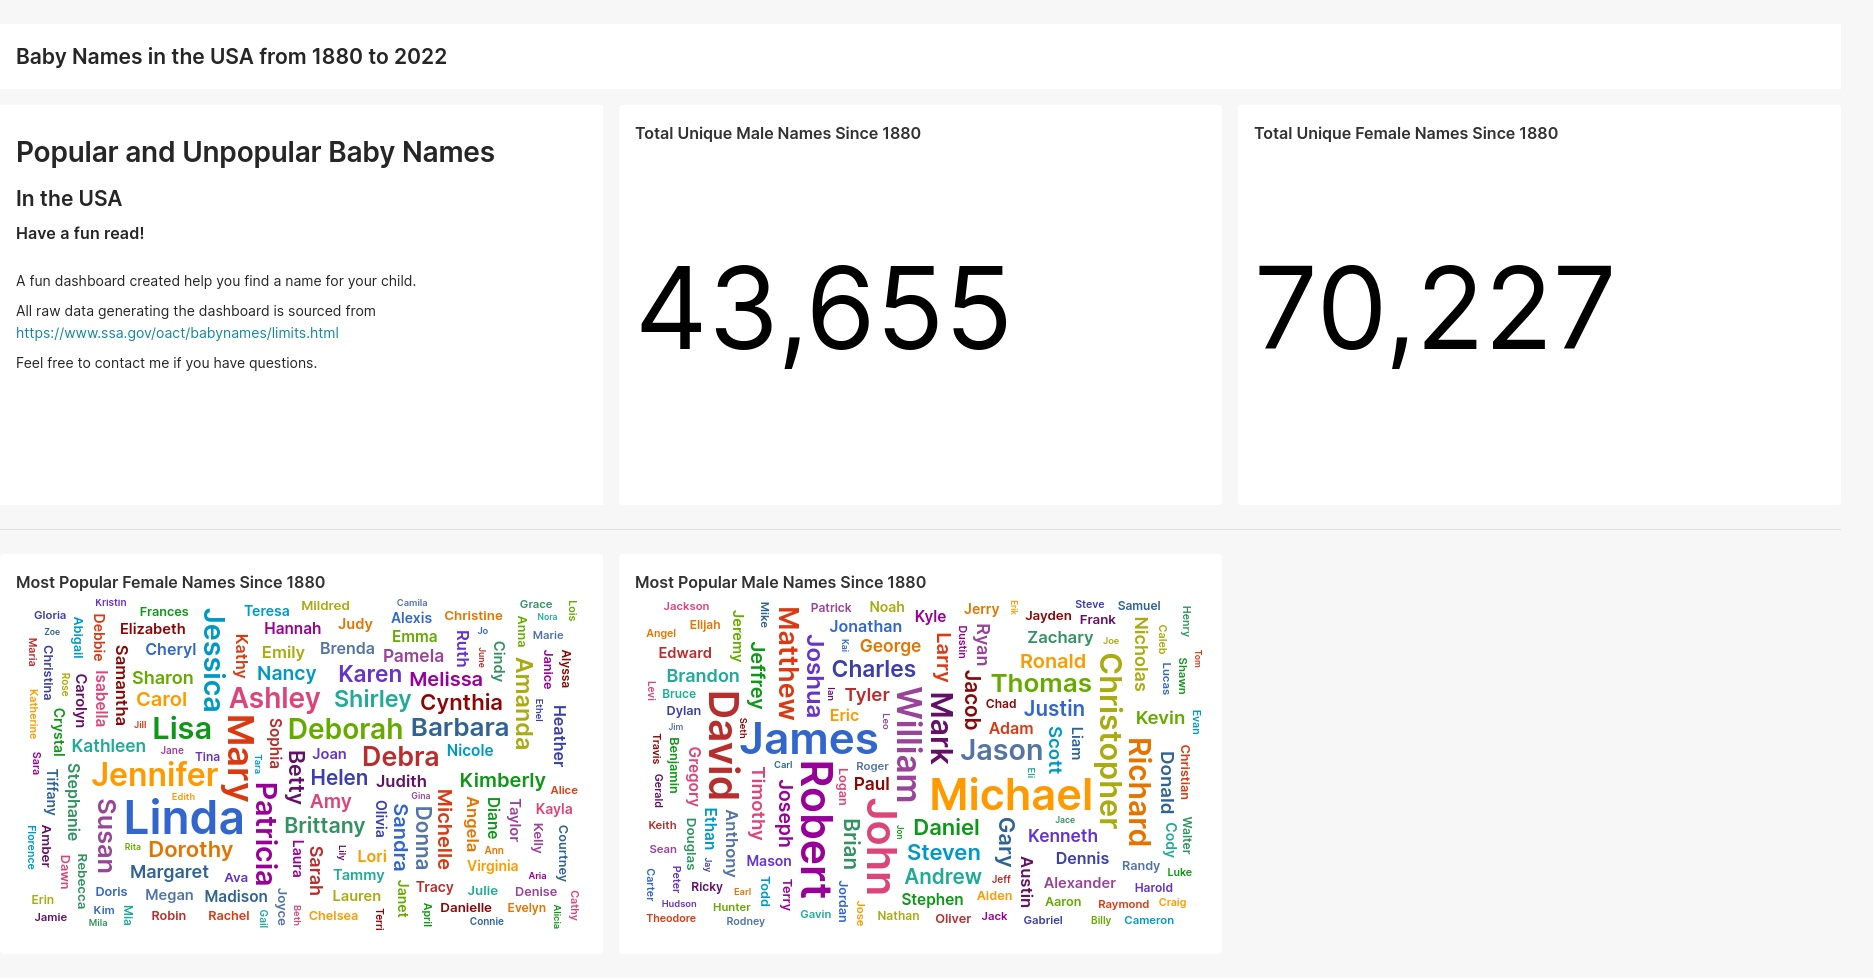 Baby Names in the USA from 1880 to 2022
Popular and Unpopular Baby Names
In the USA
Have a fun read!
A fun dashboard created help you find a name for your child.
All raw data generating the dashboard is sourced from
https://www.ssa.gov/oact/babynames/limits.html
Feel free to contact me if you have questions.
Total Unique Male Names Since 1880
43,655
Total Unique Female Names Since 1880
70,227
Most Popular Female Names Since 1880
Kristin
Gloria
Frances
Teresa
Mildred
Camila
Alexis
Christine
Grace
Nora
Lois
Zoe
Abigail
Debbie
Elizabeth
Jessica
Hannah
Judy
Emma
Jo
Anna
Marie
Maria
Christina
Samantha
Cheryl
Kathy
Emily
Brenda
Pamela
Ruth
June
Cindy
Janice
Alyssa
Rose
Isabella
Sharon
Nancy
Karen
Melissa
Amanda
Katherine
Carolyn
Carol
Ashley
Shirley
Cynthia
Ethel
Heather
Crystal
Jill
Lisa
Mary
Sophia
Deborah
Barbara
Kathleen
Jane
Tina
Tara
Betty
Joan
Debra
Nicole
Sara
Tiffany
Stephanie
Jennifer
Helen
Judith
Kimberly
Alice
Edith
Patricia
Amy
Gina
Michelle
Angela
Diane
Taylor
Kayla
Susan
Linda
Brittany
Olivia
Sandra
Donna
Kelly
Courtney
Florence
Amber
Rita
Dorothy
Laura
Sarah
Lily
Lori
Ann
Virginia
Dawn
Rebecca
Margaret
Ava
Tammy
Aria
Erin
Doris
Megan
Madison
Joyce
Lauren
Janet
Tracy
Julie
Denise
Cathy
Jamie
Kim
Mila
Mia
Robin
Rachel
Gail
Beth
Chelsea
Terri
April
Danielle
Connie
Evelyn
Alicia
Most Popular Male Names Since 1880
Jackson
Mike
Patrick
Noah
Kyle
Jerry
Erik
Jayden
Steve
Frank
Samuel
Henry
Angel
Elijah
Jeremy
Matthew
Jonathan
Kai
George
Larry
Dustin
Ryan
Zachary
Joe
Nicholas
Caleb
Tom
Edward
Jeffrey
Joshua
Charles
Ronald
Christopher
Lucas
Shawn
Levi
Brandon
Bruce
Ian
Tyler
Jacob
Thomas
Dylan
David
Eric
Leo
William
Mark
Chad
Justin
Kevin
Evan
Jim
Seth
James
Adam
Travis
Benjamin
Gregory
Jason
Scott
Liam
Richard
Donald
Christian
Gerald
Timothy
Carl
Robert
Logan
Roger
Paul
Eli
Michael
Joseph
John
Keith
Ethan
Anthony
Brian
Jon
Daniel
Gary
Jace
Kenneth
Cody
Walter
Sean
Douglas
Jay
Mason
Steven
Dennis
Randy
Luke
Carter
Peter
Ricky
Earl
Todd
Terry
Andrew
Jeff
Austin
Alexander
Harold
Hudson
Hunter
Jordan
Stephen
Aiden
Aaron
Raymond
Craig
Theodore
Rodney
Gavin
Jose
Nathan
Oliver
Jack
Gabriel
Billy
Cameron